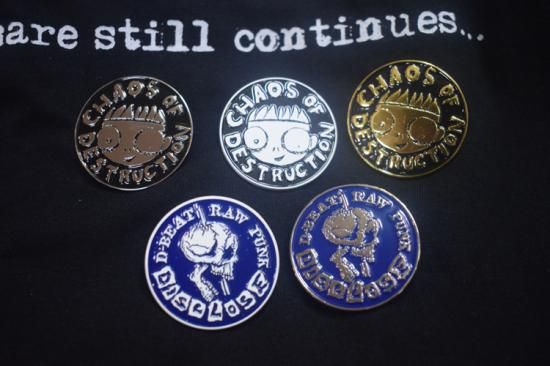 sare still continues...
CHAOS OF
DESTRUCTION
CHAOS OF
DESTRUCTION
CHAOS OF
DESTRUCTION
D-BEAT RAW PUNK
DISCLOSE
D-BEAT RAW PUNK
DISCLOSE